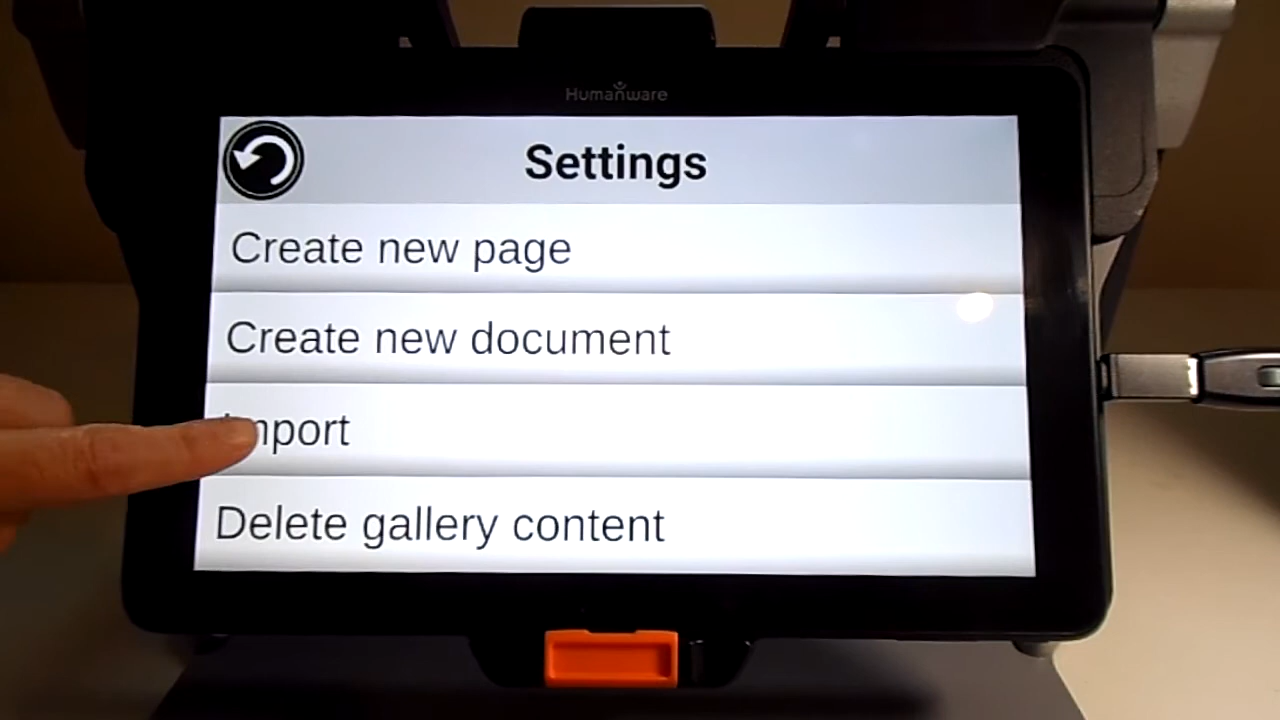 Humanware
Settings
Create new page
Create new document
Import
Delete gallery content